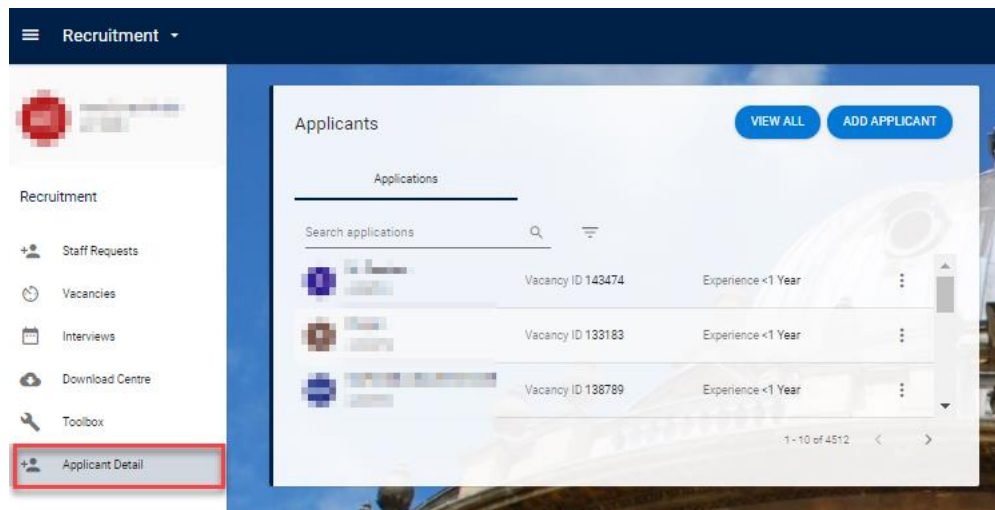 Recruitment
Applicants
VIEW ALL
ADD APPLICANT
Applications
Recruitment
Search applications
Staff Requests
Vacancy ID 143474
Experience <1 Year
Vacancies
Interviews
Vacancy ID 133183
Experience <1 Year
Download Centre
Vacancy ID 138789
Experience <1 Year
Toolbox
1 - 10 of 4512
Applicant Detail